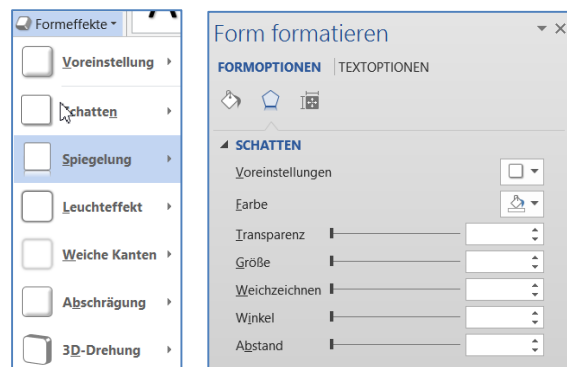 Formeffekte
Voreinstellung
Schatten
Spiegelung
Leuchteffekt
Weiche Kanten
Abschrägung
3D-Drehung
Form formatieren
FORMOPTIONEN TEXTOPTIONEN
SCHATTEN
Voreinstellungen
Farbe
Transparenz
Größe
Weichzeichnen
Winkel
Abstand